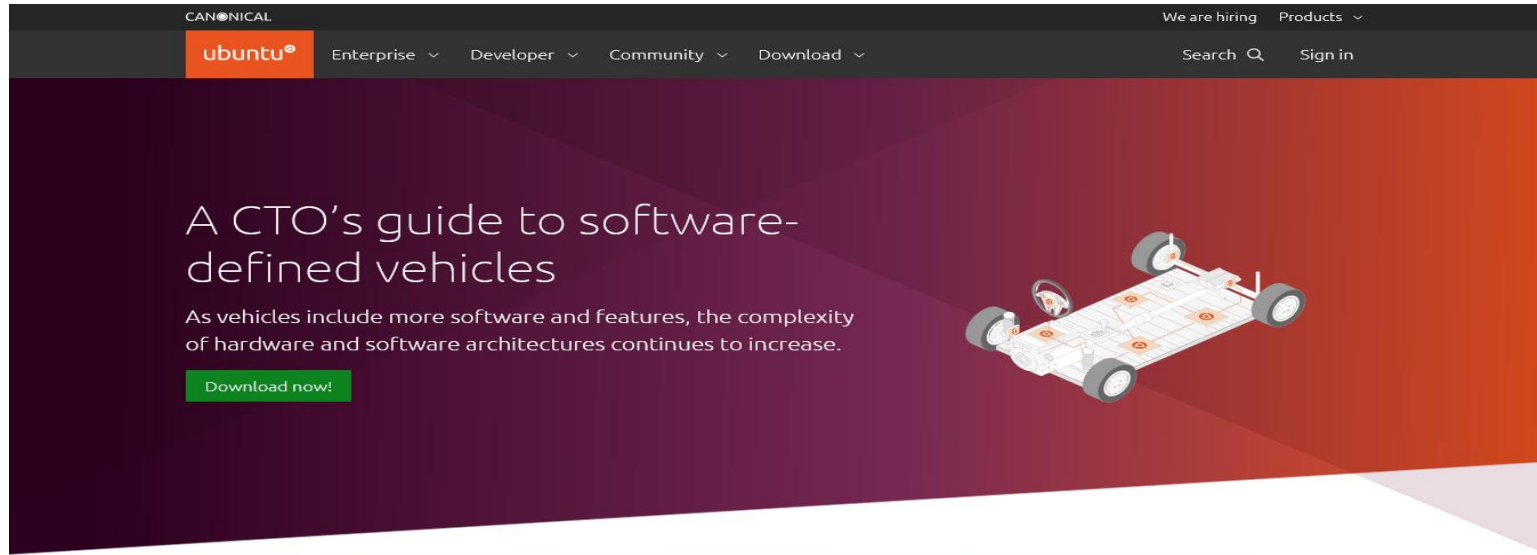 CANONICAL
We are hiring Products
ubuntu
Enterprise Developer Community Download
Search Sign in
A CTO’s guide to software-
defined vehicles
As vehicles include more software and features, the complexity
of hardware and software architectures continues to increase.
Download now!